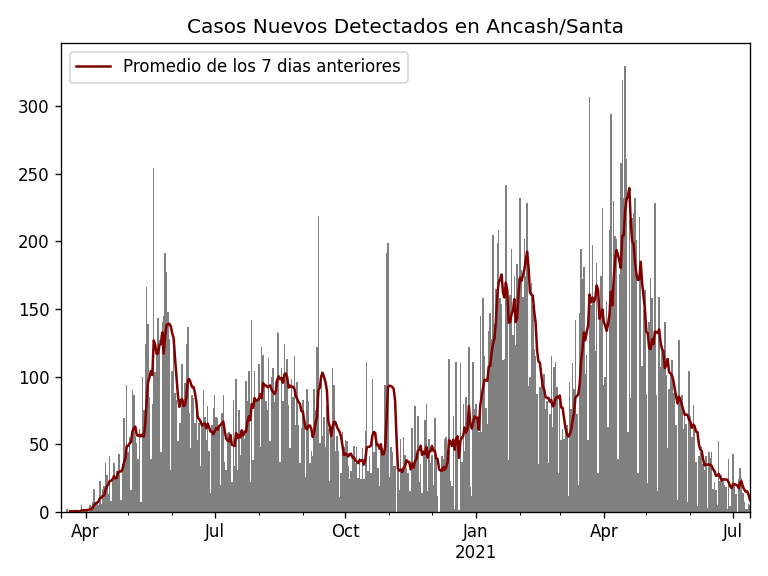 Casos Nuevos Detectados en Ancash/Santa
Promedio de los 7 dias anteriores
300
250
200
150
100
50
0
Apr Jul Oct Jan Apr Jul
2021